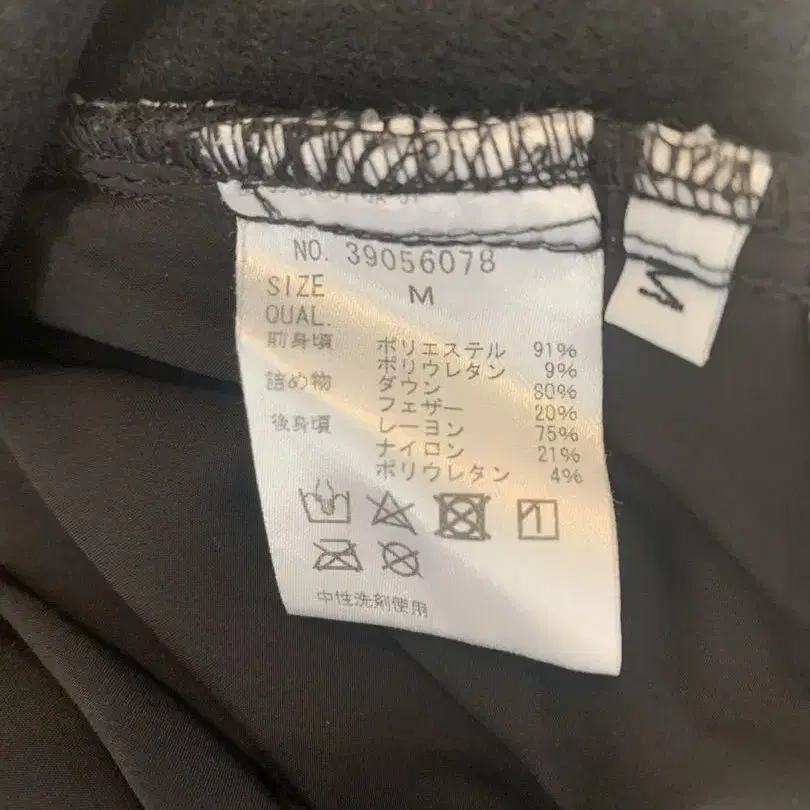 NO. 39056078
SIZE M
QUAL.
前身頃 ポリエステル 91%
ポリウレタン 9%
詰め物 ダウン 80%
フェザー 20%
後身頃 レーヨン 75%
ナイロン 21%
ポリウレタン 4%
中性洗剤使用
M